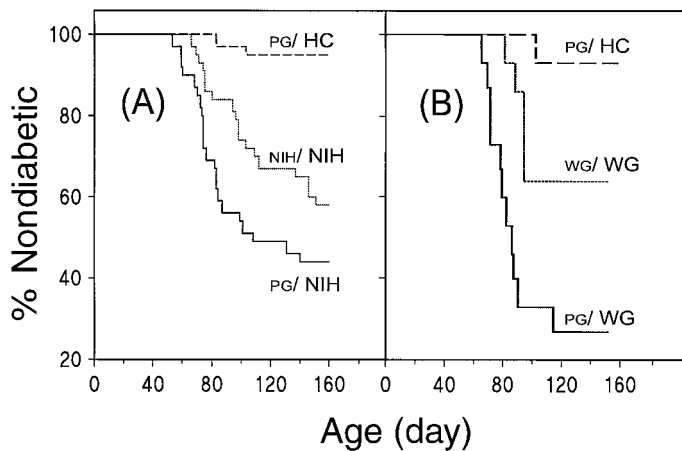 100
80
60
40
20
% Nondiabetic
(A)
PG/ HC
NIH/ NIH
PG/ NIH
0 40 80 120 160
(B)
PG/ HC
WG/ WG
PG/ WG
0 40 80 120 160
Age (day)